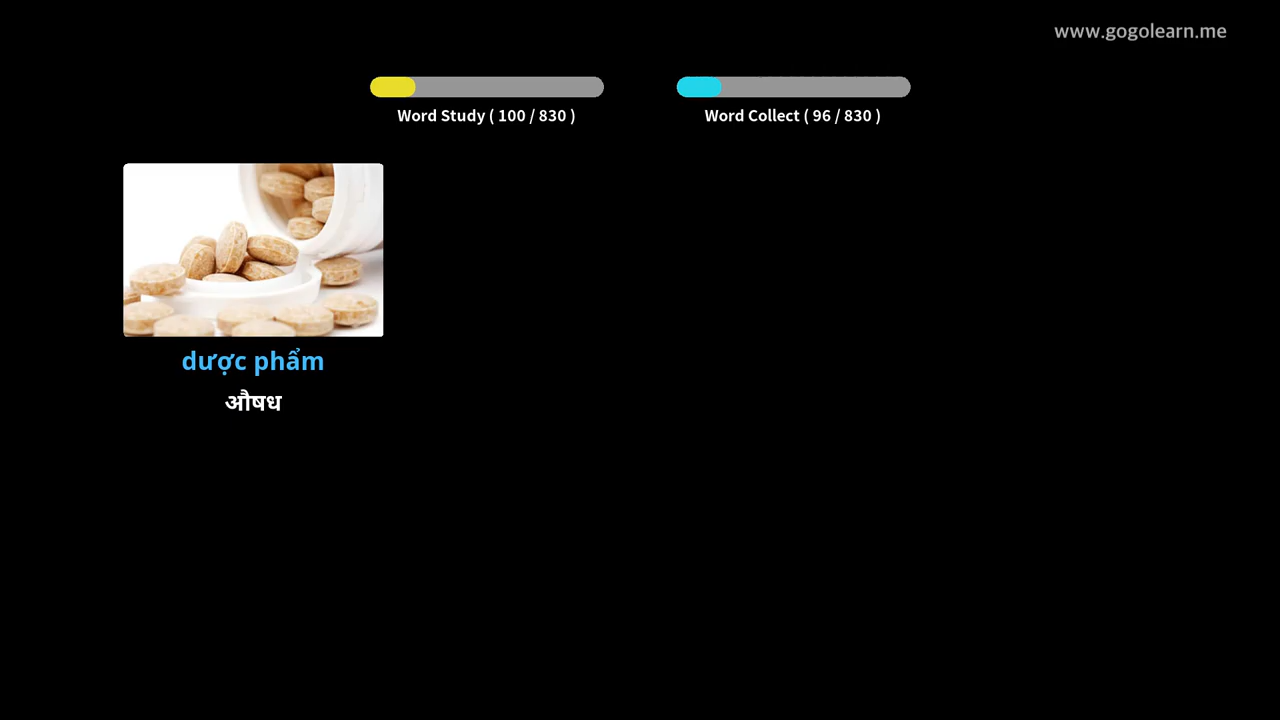 www.gogolearn.me
Word Study ( 100 / 830 )
Word Collect ( 96 / 830 )
dược phẩm
औषध